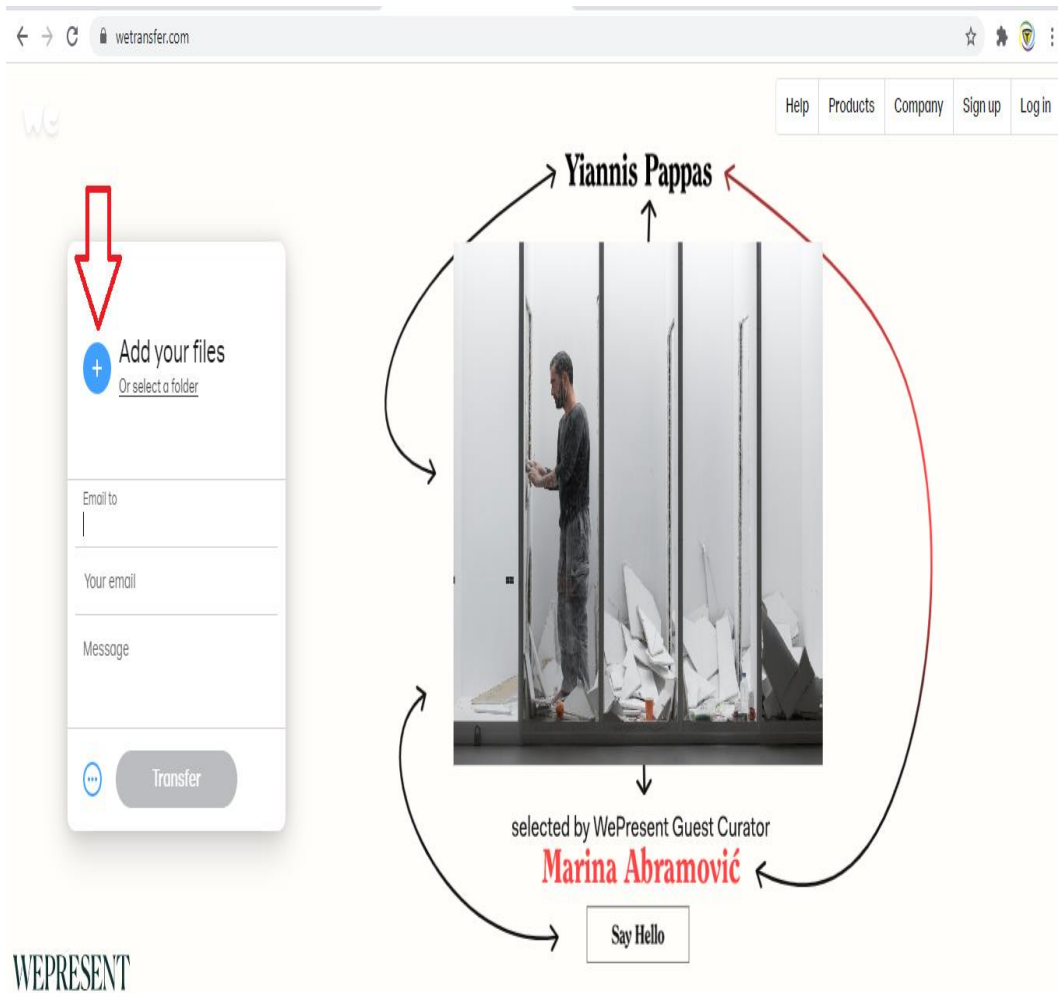 wetransfer.com
we
Help Products Company Sign up Log in
Yiannis Pappas
Add your files
Or select a folder
Email to
Your email
Message
Transfer
selected by WePresent Guest Curator
Marina Abramović
Say Hello
WEPRESENT